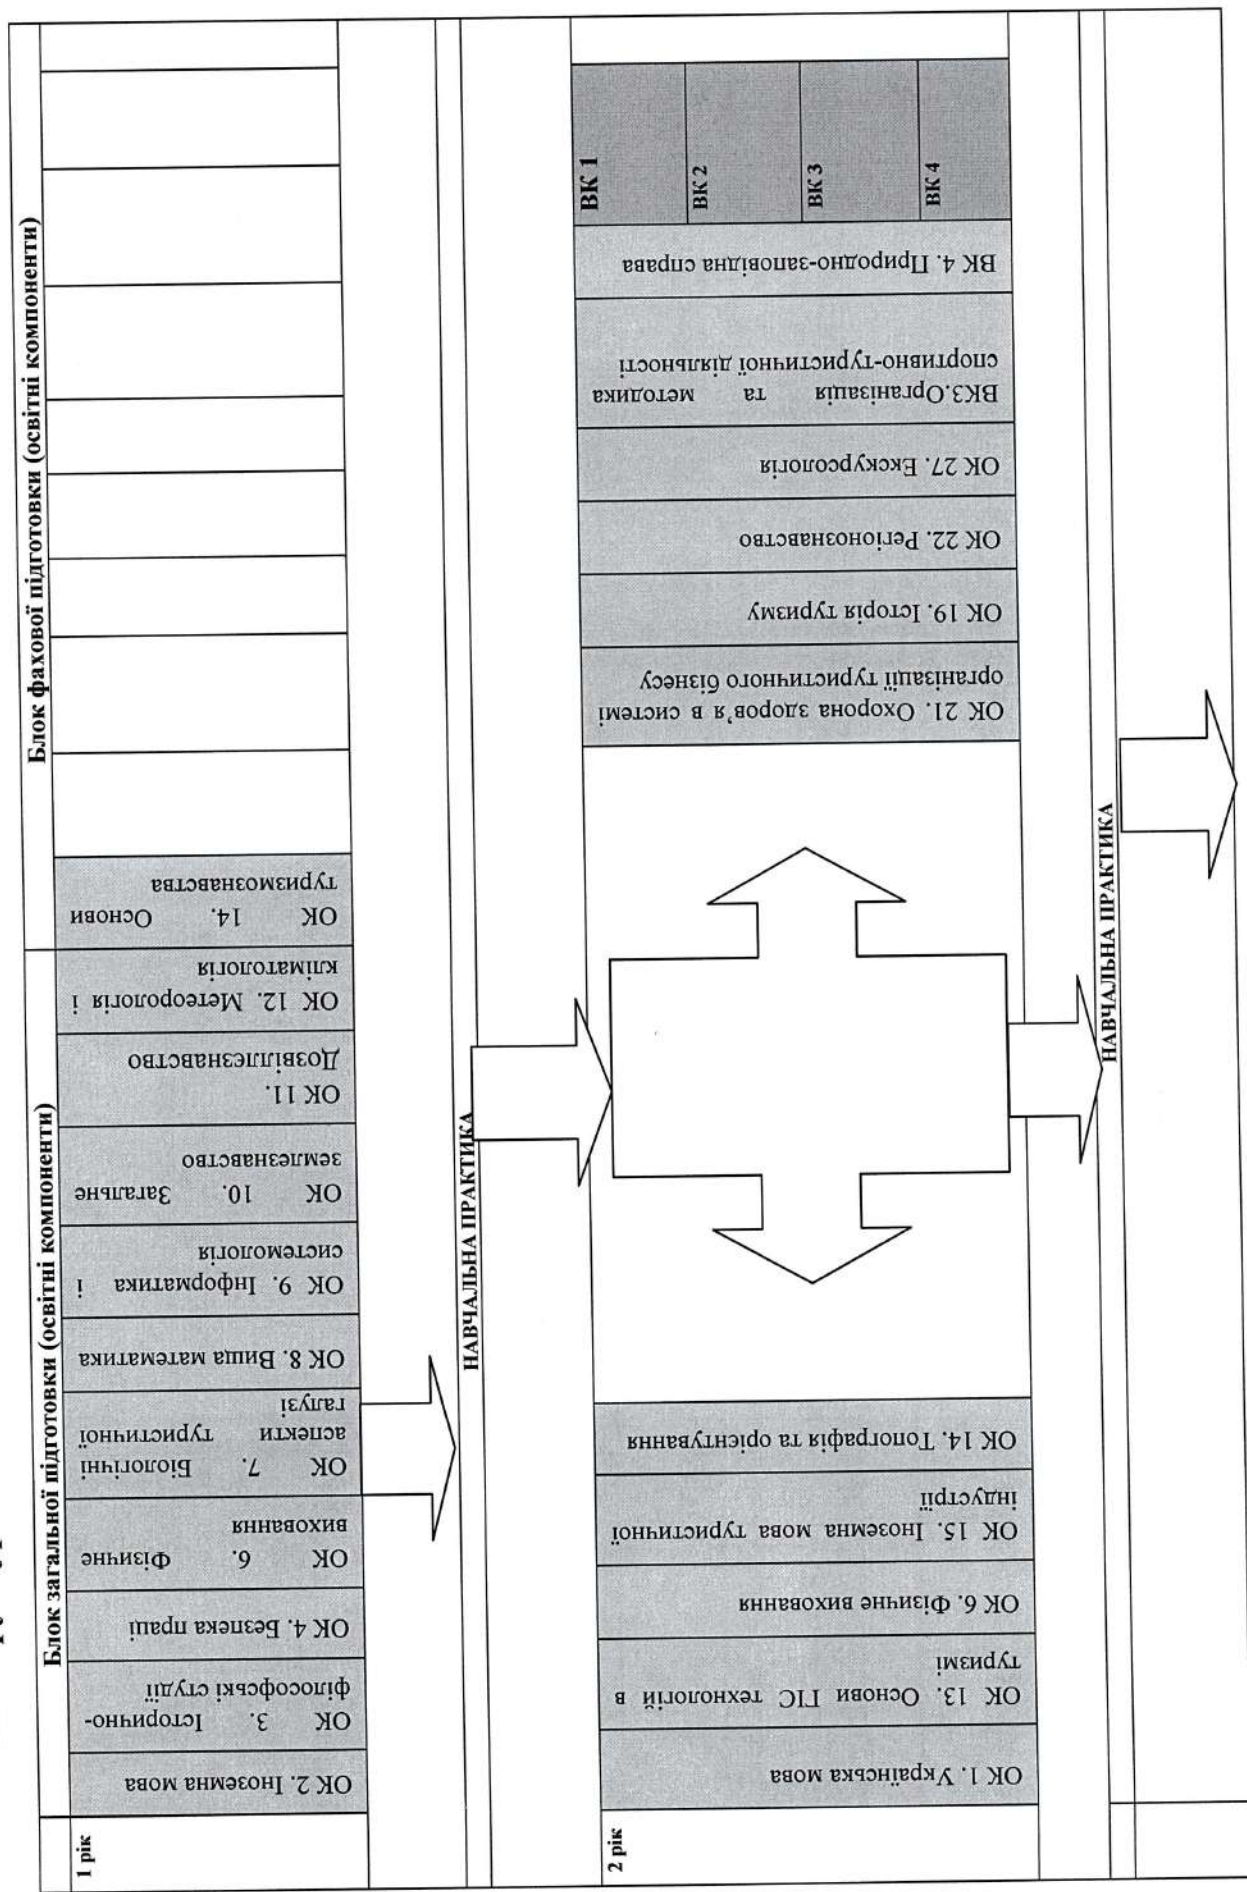 Блок загальної підготовки (освітні компоненти)
Блок фахової підготовки (освітні компоненти)
1 рік
ОК 2. Іноземна мова
ОК 3. Історично-
філософські студії
ОК 4. Безпека праці
ОК 6. Фізичне
виховання
ОК 7. Біологічні
аспекти туристичної
галузі
ОК 8. Вища математика
ОК 9. Інформатика і
системологія
ОК 10. Загальне
землезнавство
ОК 11.
Дозвіллєзнавство
ОК 12. Метеорологія і
кліматологія
ОК 14. Основи
туризмознавства
НАВЧАЛЬНА ПРАКТИКА
2 рік
ОК 1. Українська мова
ОК 13. Основи ГІС технологій в
туризмі
ОК 6. Фізичне виховання
ОК 15. Іноземна мова туристичної
індустрії
ОК 14. Топографія та орієнтування
ОК 21. Охорона здоров’я в системі
організації туристичного бізнесу
ОК 19. Історія туризму
ОК 22. Регіонознавство
ОК 27. Екскурсологія
ВК3.Організація та методика
спортивно-туристичної діяльності
ВК 4. Природно-заповідна справа
ВК 1
ВК 2
ВК 3
ВК 4
НАВЧАЛЬНА ПРАКТИКА